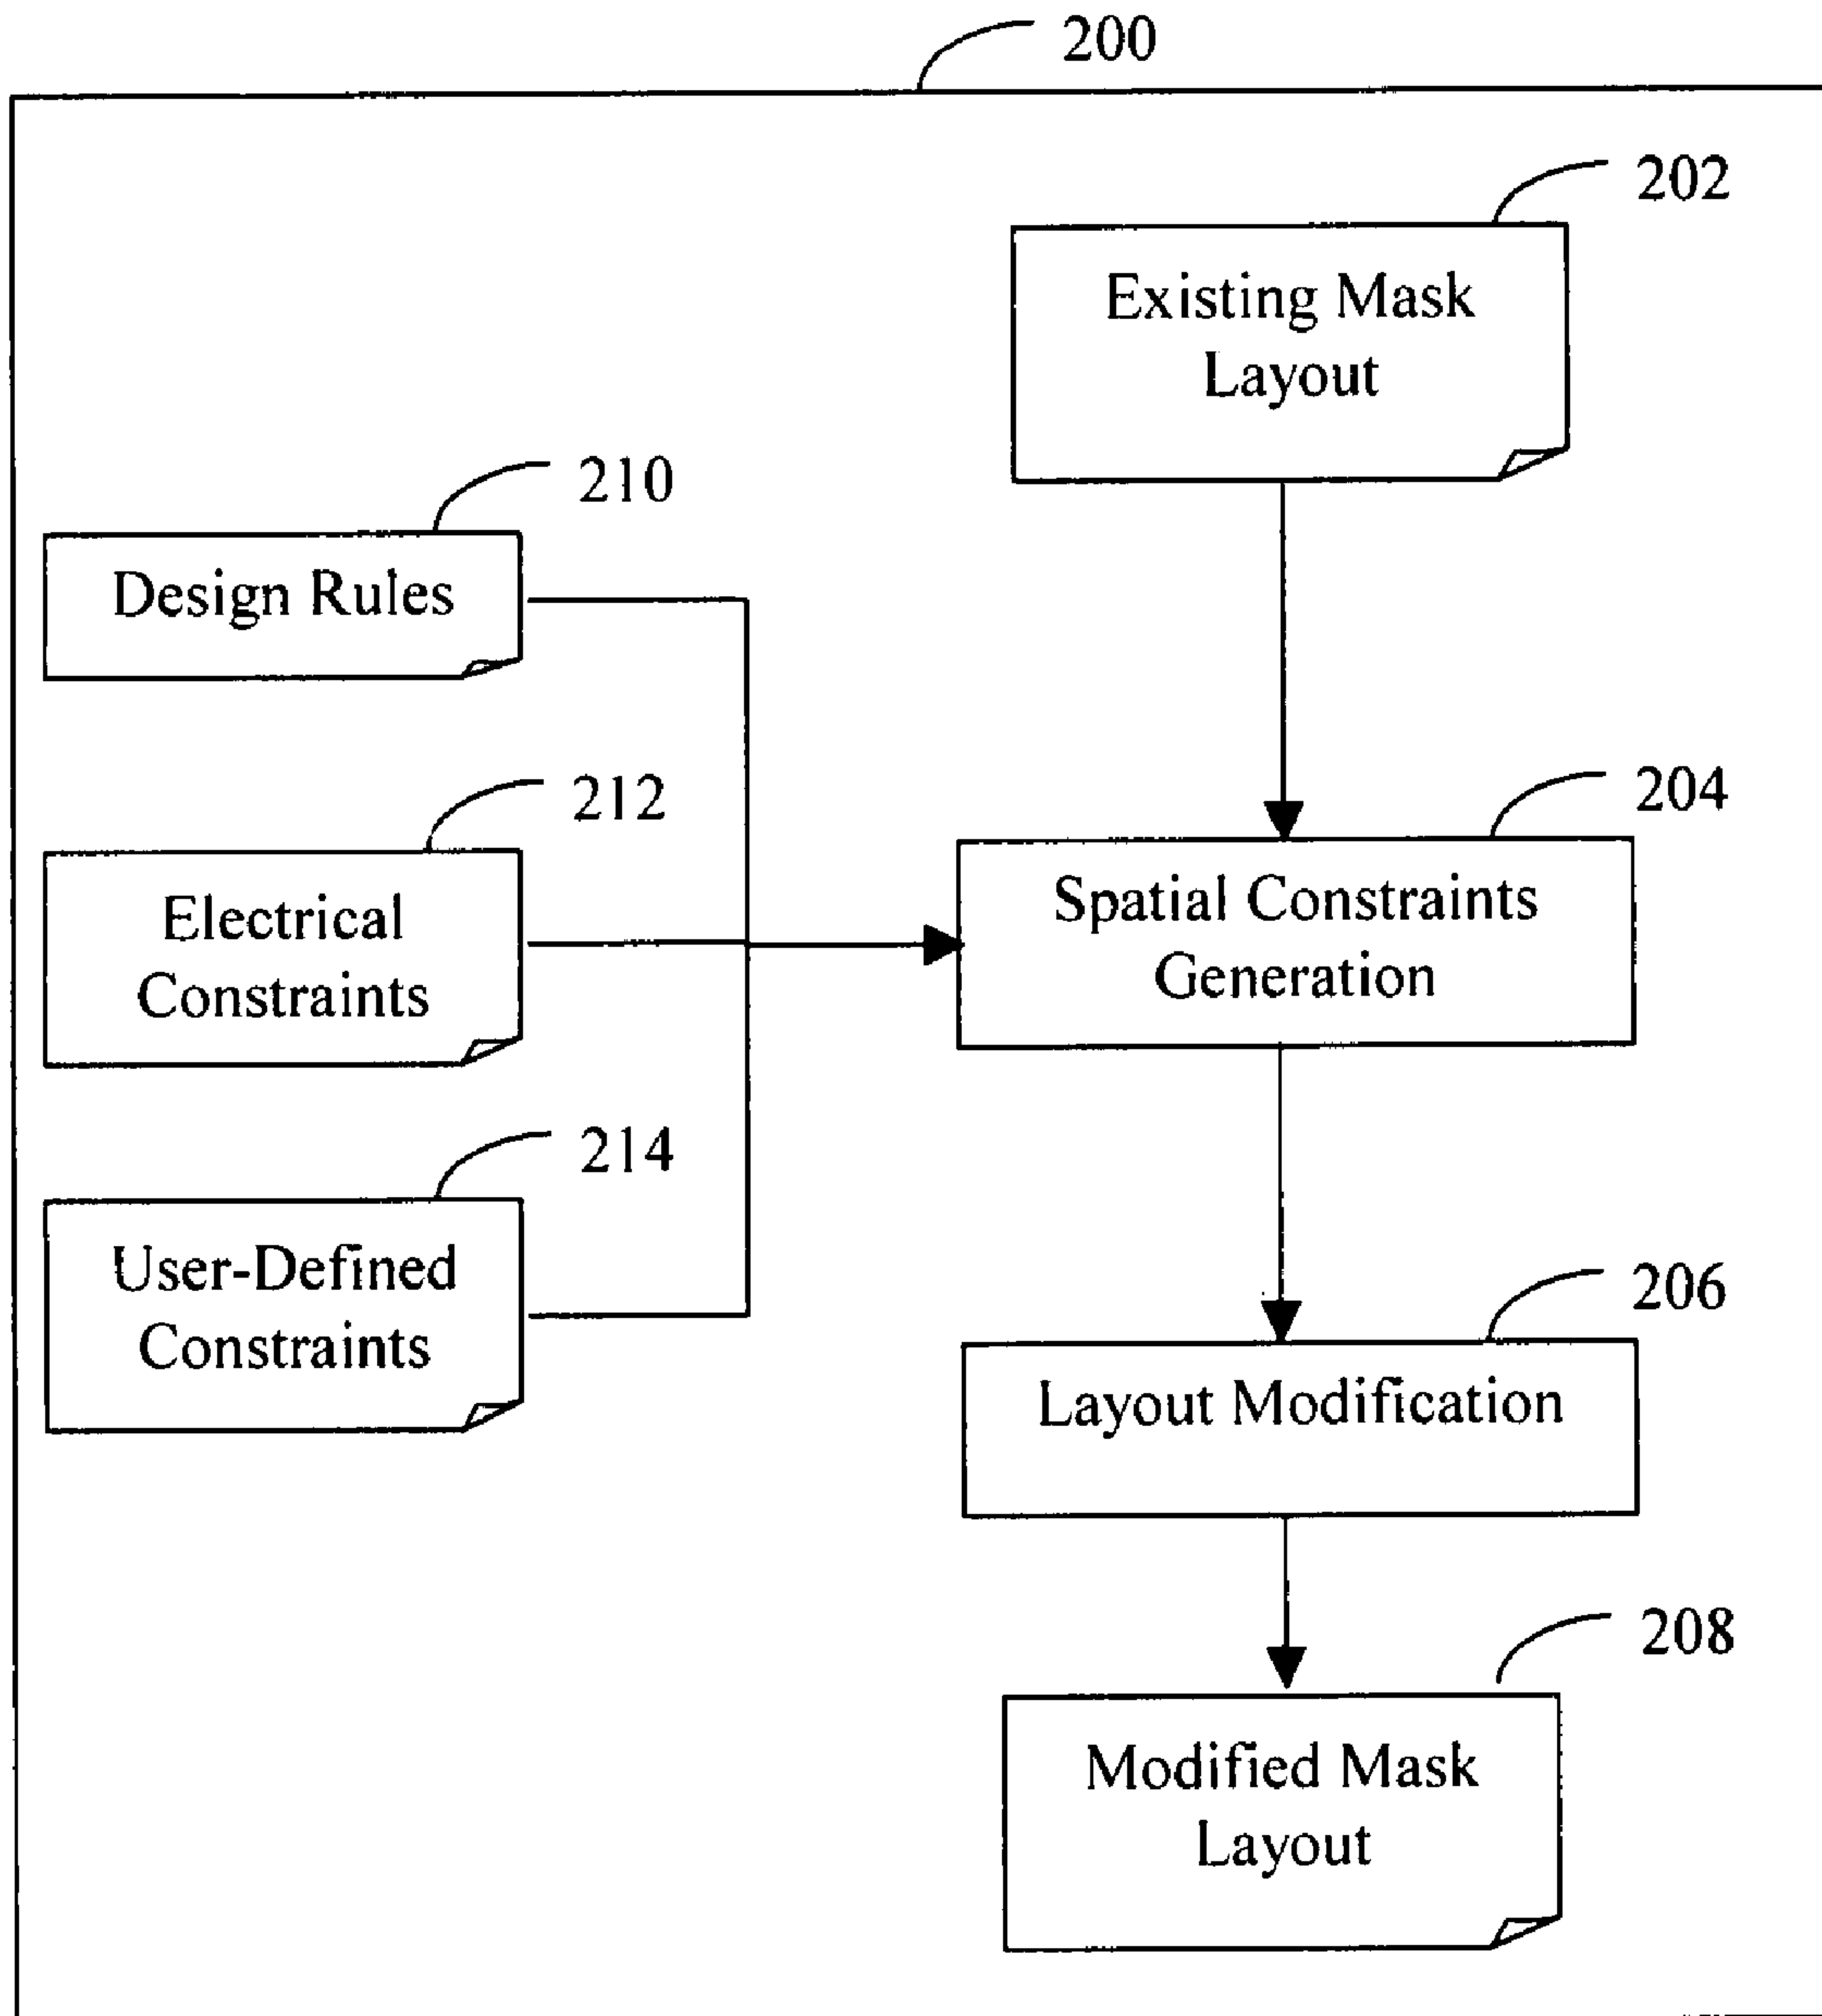 200
202
Existing Mask
Layout
210
Design Rules
212
204
Electrical
Constraints
Spatial Constraints
Generation
214
User-Defined
Constraints
206
Layout Modification
208
Modified Mask
Layout